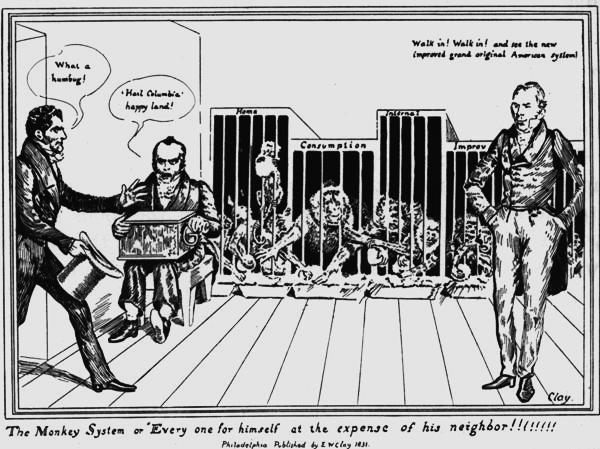 What a
humbug!
'Hail Columbia'
happy land!
Walk in! Walk in! and see the new
improved grand original American system!
Home
Consumption
Internal
Improv
Clay.
The Monkey System or "Every one for himself at the expense of his neighbor!!!!!!!!
Philadelphia Published by E W Clay 1831.